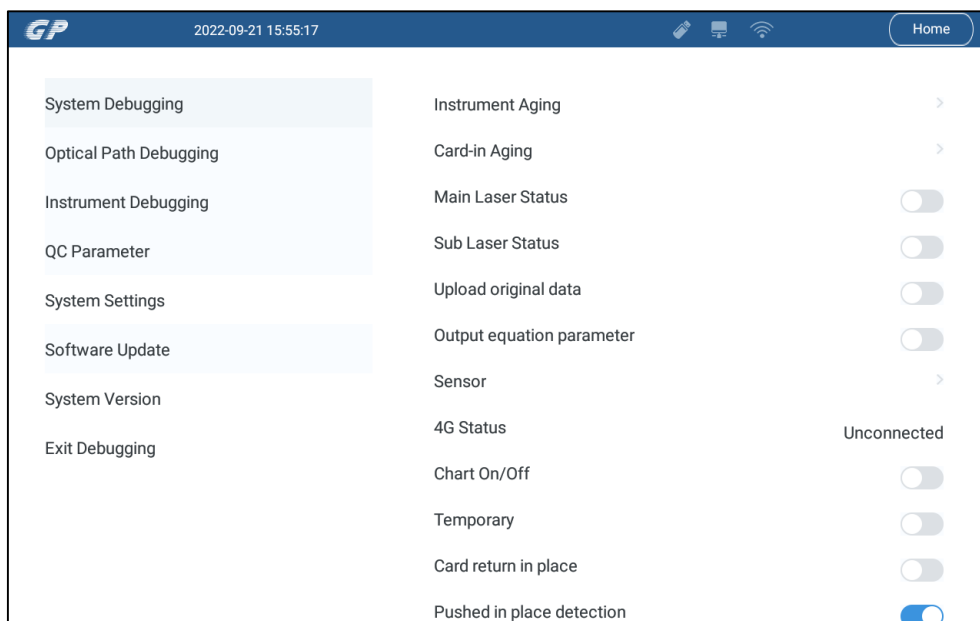 GP 2022-09-21 15:55:17 Home
System Debugging
Optical Path Debugging
Instrument Debugging
QC Parameter
System Settings
Software Update
System Version
Exit Debugging
Instrument Aging
Card-in Aging
Main Laser Status
Sub Laser Status
Upload original data
Output equation parameter
Sensor
4G Status Unconnected
Chart On/Off
Temporary
Card return in place
Pushed in place detection